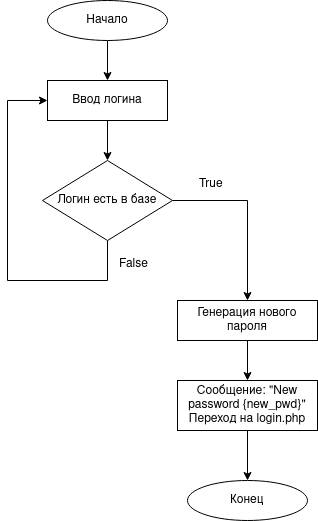 Начало
Ввод логина
Логин есть в базе
True
False
Генерация нового
пароля
Сообщение: "New
password {new_pwd}"
Переход на login.php
Конец